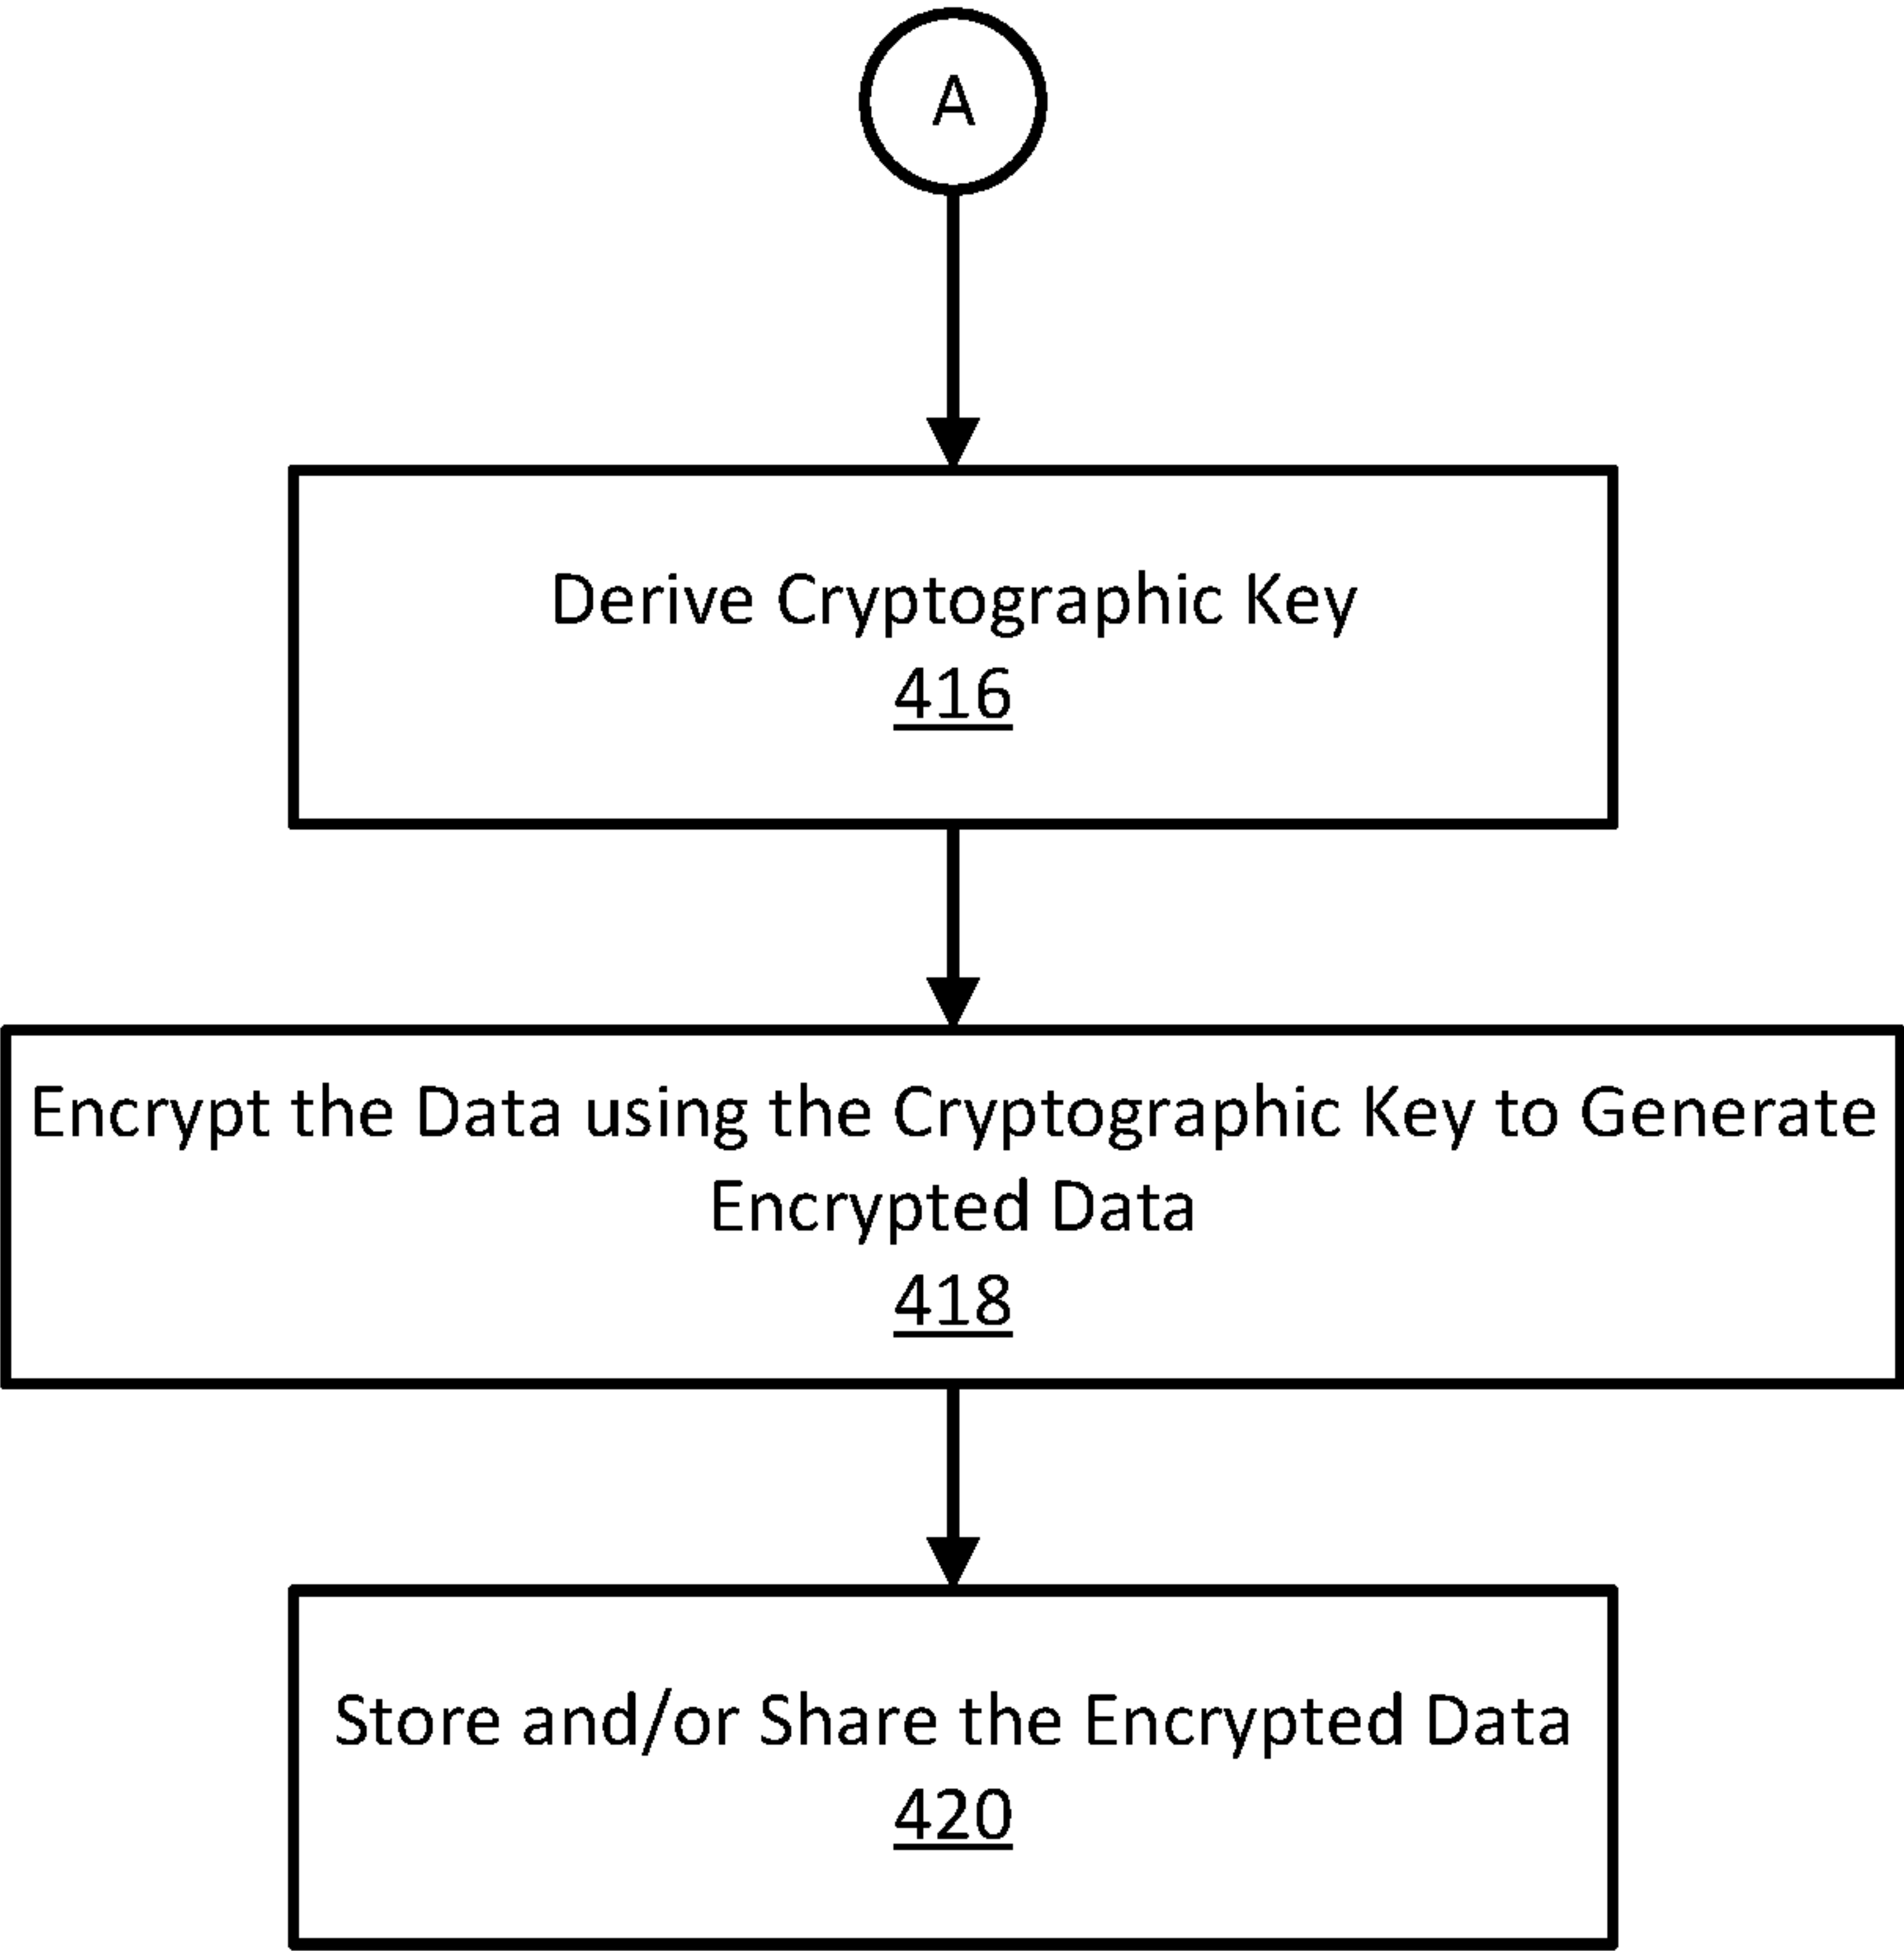 A
Derive Cryptographic Key
416
Encrypt the Data using the Cryptographic Key to Generate
Encrypted Data
418
Store and/or Share the Encrypted Data
420